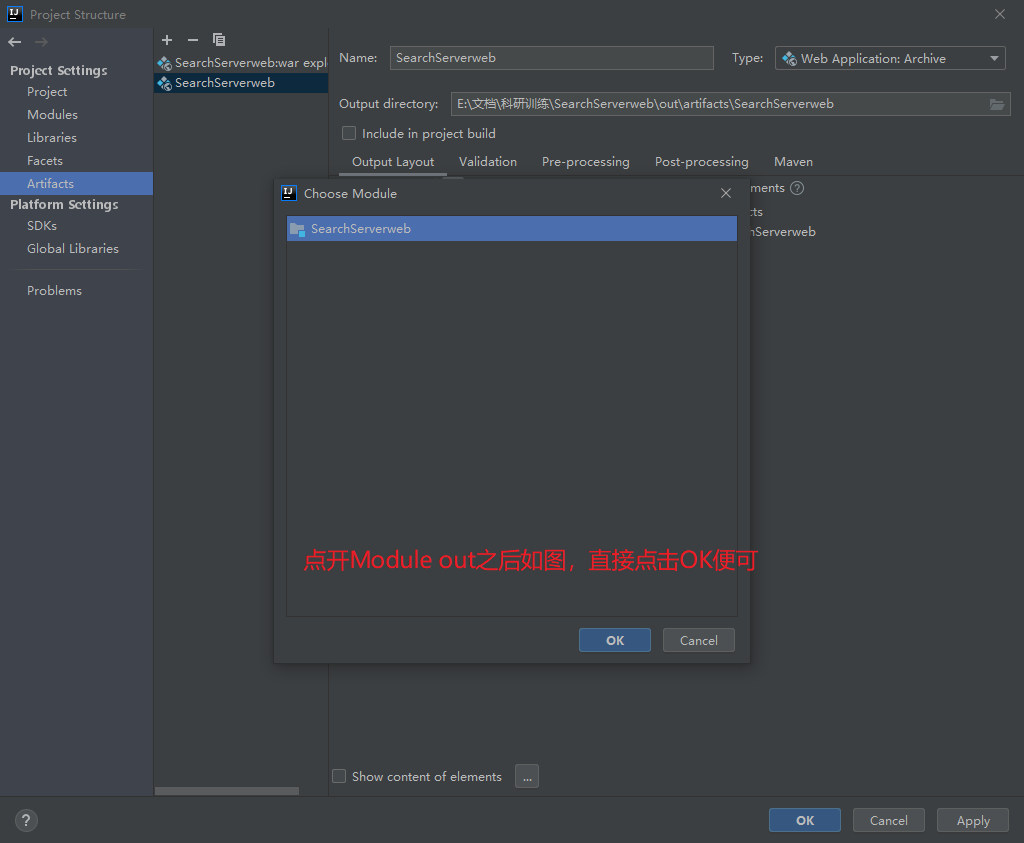 Project Structure
Project Settings
Project
Modules
Libraries
Facets
Artifacts
Platform Settings
SDKs
Global Libraries
Problems
SearchServerweb:war expl
SearchServerweb
Name: SearchServerweb Type: Web Application: Archive
Output directory: E:\文档\科研训练\SearchServerweb\out\artifacts\SearchServerweb
Include in project build
Output Layout Validation Pre-processing Post-processing Maven
ments ?
cts
hServerweb
Choose Module
SearchServerweb
点开Module out之后如图，直接点击OK便可
OK Cancel
Show content of elements ...
? OK Cancel Apply